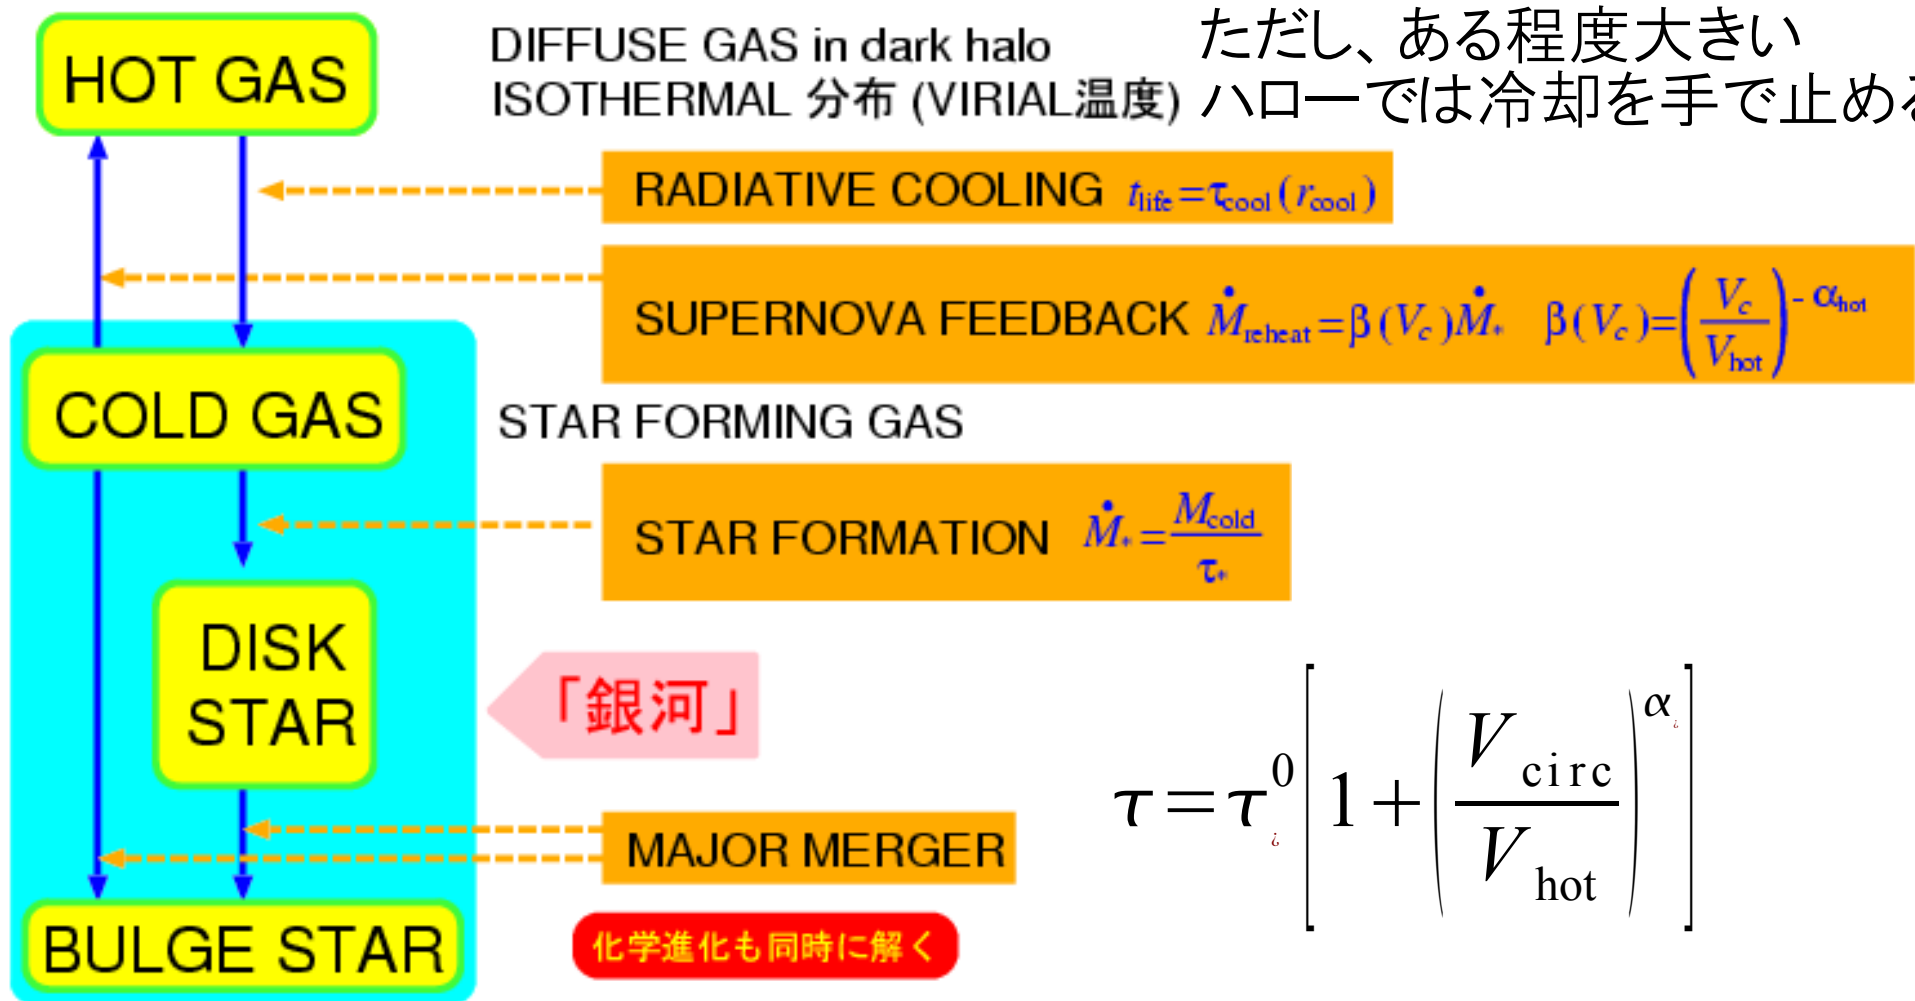 HOT GAS
DIFFUSE GAS in dark halo
ISOTHERMAL 分布 (VIRIAL温度)
ただし、ある程度大きい
ハローでは冷却を手で止める
RADIATIVE COOLING t_life=τ_cool(r_cool)
SUPERNOVA FEEDBACK Ṁ_reheat=β(V_c)Ṁ_* β(V_c)=(V_c/V_hot)^-α_hot
COLD GAS
STAR FORMING GAS
STAR FORMATION Ṁ_*=M_cold/τ_*
DISK
STAR
「銀河」
τ=τ_¿^0[1+(V_circ/V_hot)^α_¿]
MAJOR MERGER
BULGE STAR
化学進化も同時に解く